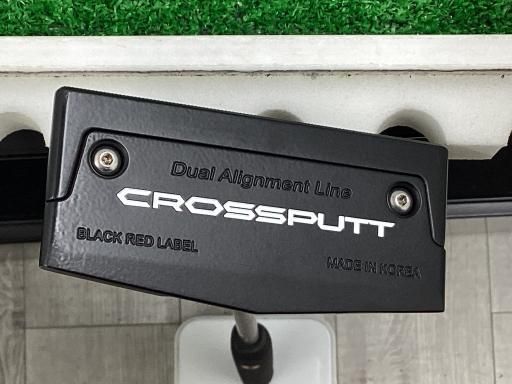 Dual Alignment Line
CROSSPUTT
BLACK RED LABEL
MADE IN KOREA